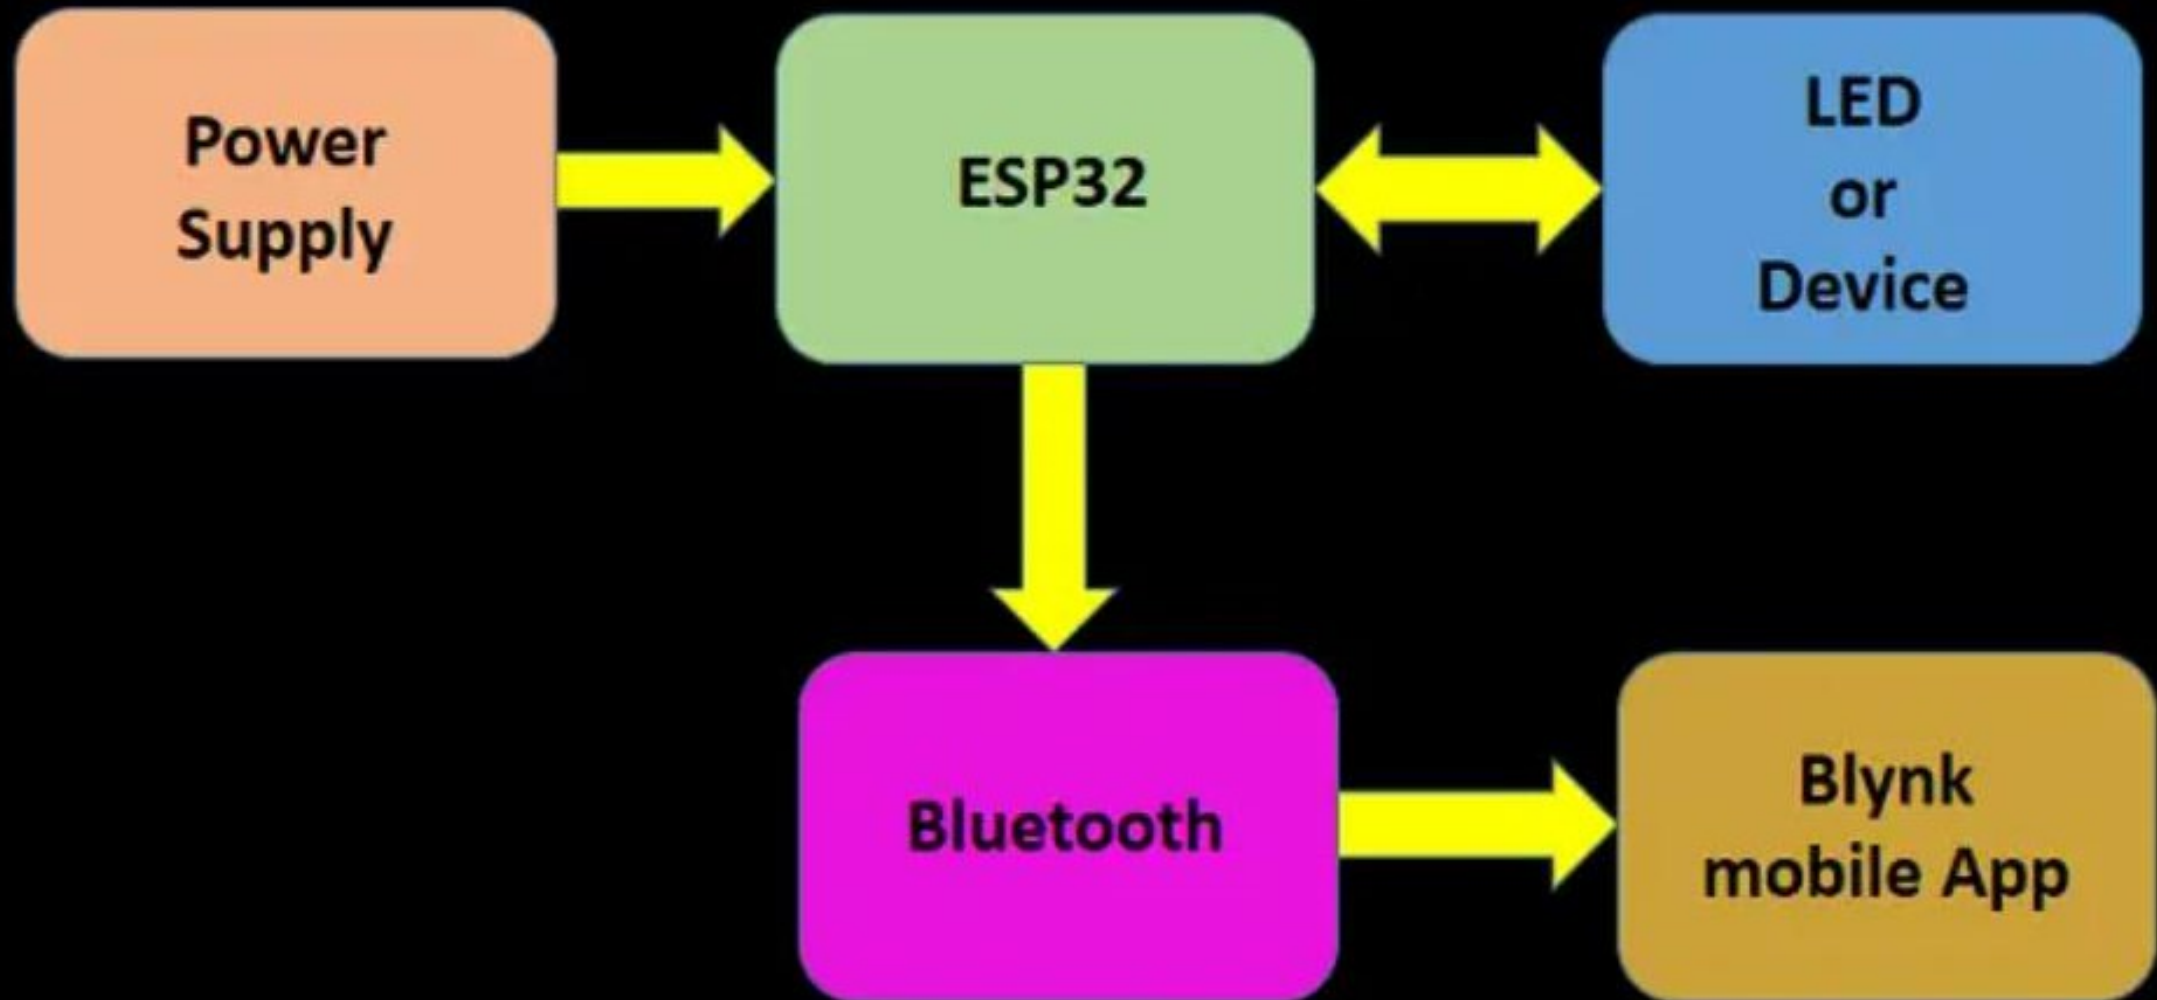 Power
Supply
ESP32
LED
or
Device
Bluetooth
Blynk
mobile App